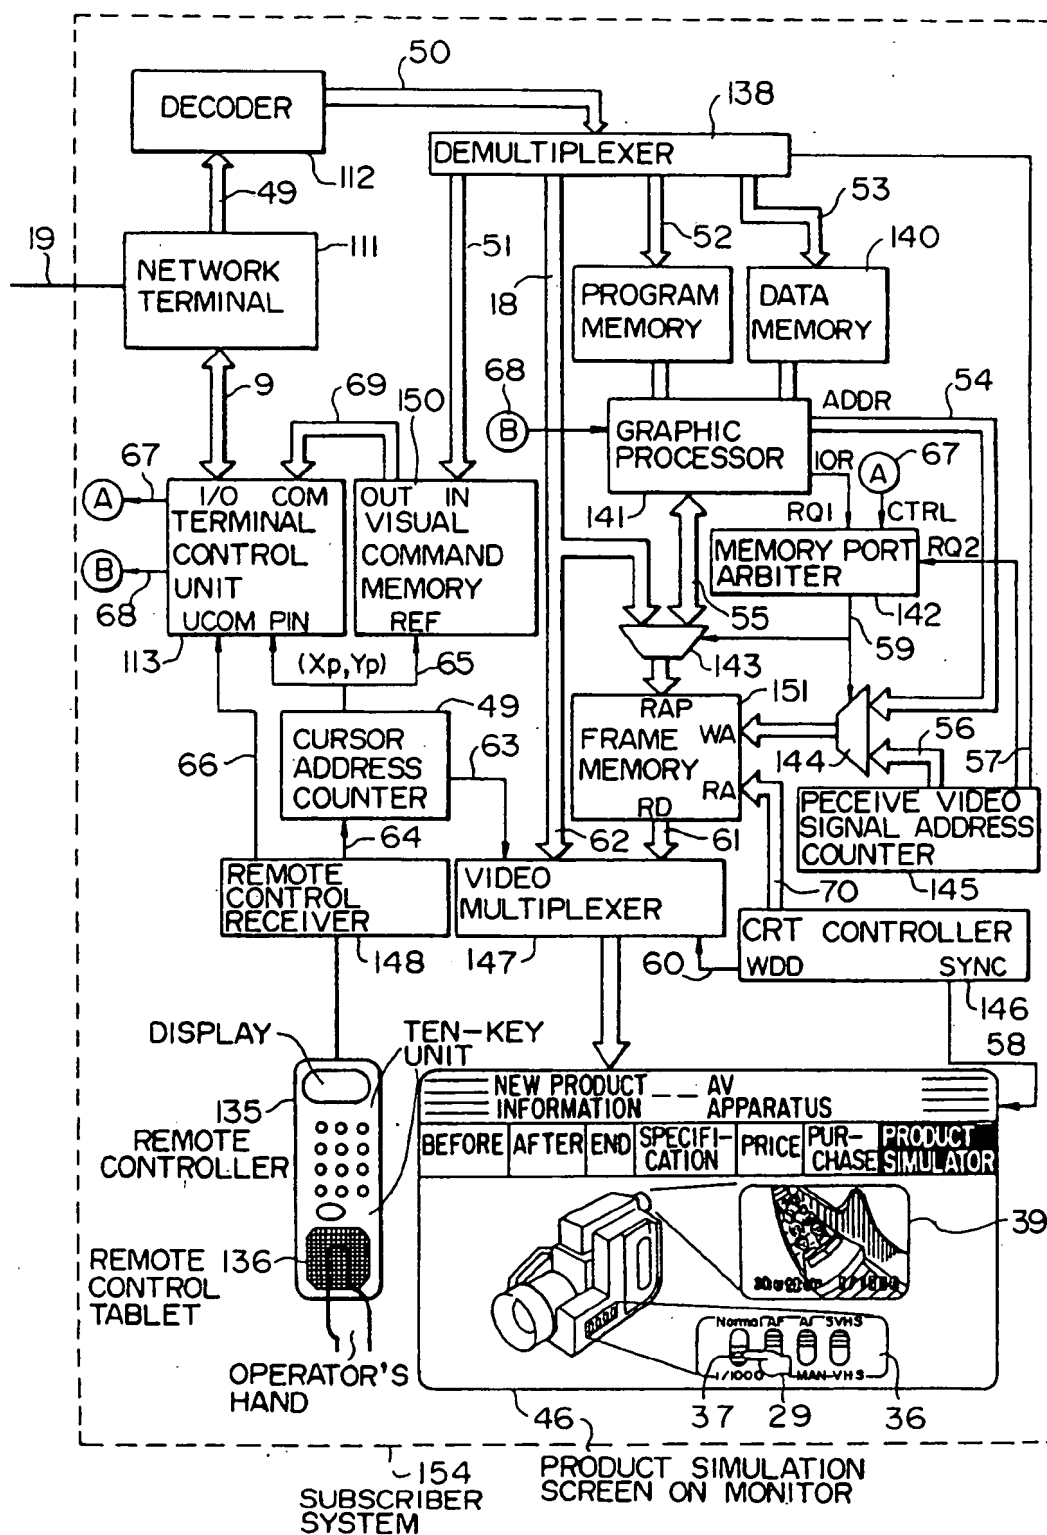 50
138
DECODER
DEMULTIPLEXER
112
49
53
19
111
51
52
140
NETWORK
TERMINAL
18
PROGRAM
MEMORY
DATA
MEMORY
9
69
150
68
ADDR
54
B
GRAPHIC
PROCESSOR
IOR
A
67
67
A
I/O COM
TERMINAL
CONTROL
UNIT
UCOM PIN
OUT IN
VISUAL
COMMAND
MEMORY
REF
141
RQ1
CTRL
MEMORY PORT
ARBITER
RQ2
B
68
55
142
59
113
(Xp,Yp)
65
143
151
49
RAP
FRAME
MEMORY
WA
RA
RD
56
144
57
66
CURSOR
ADDRESS
COUNTER
63
PECEIVE VIDEO
SIGNAL ADDRESS
COUNTER
64
62
61
145
REMOTE
CONTROL
RECEIVER
VIDEO
MULTIPLEXER
70
CRT CONTROLLER
WDD SYNC
148
147
60
146
DISPLAY
TEN-KEY
UNIT
58
135
REMOTE
CONTROLLER
NEW PRODUCT
INFORMATION
AV
APPARATUS
BEFORE
AFTER
END
SPECIFI-
CATION
PRICE
PUR-
CHASE
PRODUCT
SIMULATOR
39
136
REMOTE
CONTROL
TABLET
1/1000
Normal AF AI SVHS
1/1000 MAN VHS
OPERATOR'S
HAND
46
37
29
36
154
SUBSCRIBER
SYSTEM
PRODUCT SIMULATION
SCREEN ON MONITOR